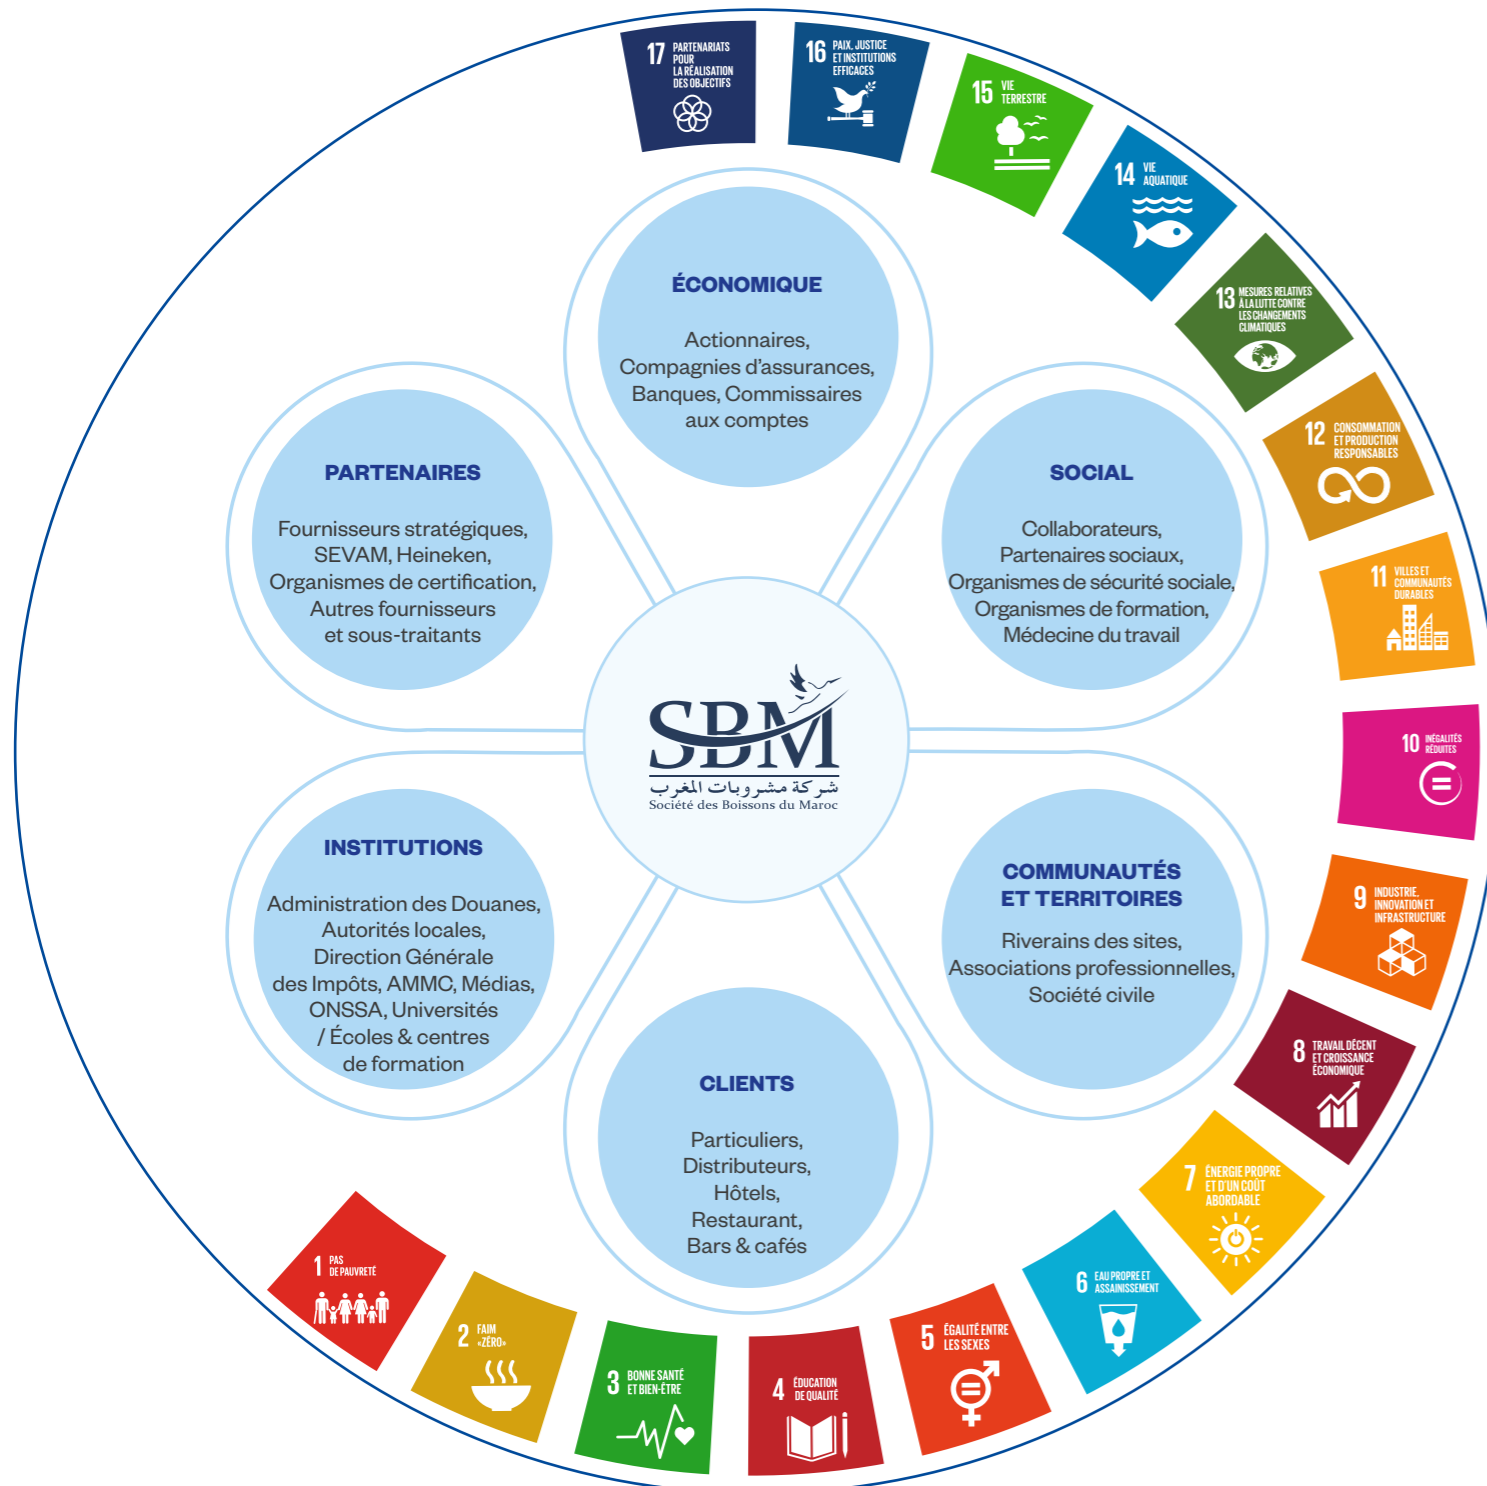 17 PARTENARIATS
POUR
LA RÉALISATION
DES OBJECTIFS
16 PAIX, JUSTICE
ET INSTITUTIONS
EFFICACES
15 VIE
TERRESTRE
14 VIE
AQUATIQUE
13 MESURES RELATIVES
À LA LUTTE CONTRE
LES CHANGEMENTS
CLIMATIQUES
12 CONSOMMATION
ET PRODUCTION
RESPONSABLES
11 VILLES ET
COMMUNAUTÉS
DURABLES
10 INÉGALITÉS
RÉDUITES
9 INDUSTRIE,
INNOVATION ET
INFRASTRUCTURE
8 TRAVAIL DÉCENT
ET CROISSANCE
ÉCONOMIQUE
7 ÉNERGIE PROPRE
ET D'UN COÛT
ABORDABLE
6 EAU PROPRE ET
ASSAINISSEMENT
5 ÉGALITÉ ENTRE
LES SEXES
4 ÉDUCATION
DE QUALITÉ
3 BONNE SANTÉ
ET BIEN-ÊTRE
2 FAIM
«ZÉRO»
1 PAS
DE PAUVRETÉ
ÉCONOMIQUE
Actionnaires,
Compagnies d'assurances,
Banques, Commissaires
aux comptes
SOCIAL
Collaborateurs,
Partenaires sociaux,
Organismes de sécurité sociale,
Organismes de formation,
Médecine du travail
COMMUNAUTÉS
ET TERRITOIRES
Riverains des sites,
Associations professionnelles,
Société civile
CLIENTS
Particuliers,
Distributeurs,
Hôtels,
Restaurant,
Bars & cafés
INSTITUTIONS
Administration des Douanes,
Autorités locales,
Direction Générale
des Impôts, AMMC, Médias,
ONSSA, Universités
/ Écoles & centres
de formation
PARTENAIRES
Fournisseurs stratégiques,
SEVAM, Heineken,
Organismes de certification,
Autres fournisseurs
et sous-traitants
SBM
شركة مشروبات المغرب
Société des Boissons du Maroc